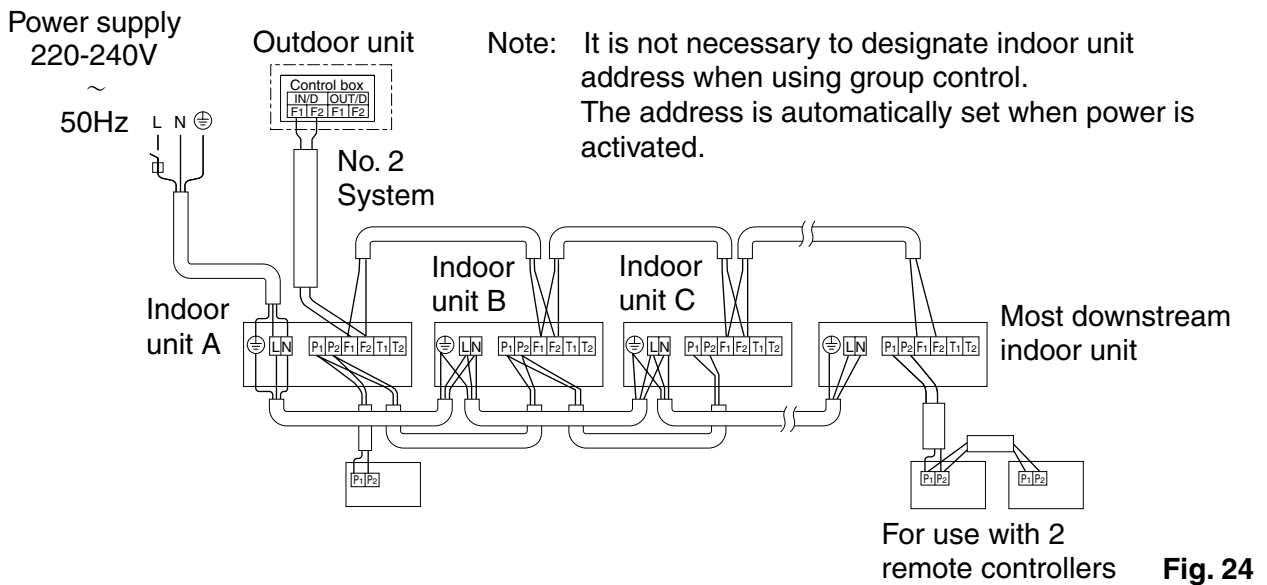 Power supply
220-240V
~
50Hz
L N
Outdoor unit
Control box
IN/D OUT/D
F1 F2 F1 F2
No. 2
System
Note: It is not necessary to designate indoor unit
address when using group control.
The address is automatically set when power is
activated.
Indoor
unit A
Indoor
unit B
Indoor
unit C
Most downstream
indoor unit
L N P1 P2 F1 F2 T1 T2
L N P1 P2 F1 F2 T1 T2
L N P1 P2 F1 F2 T1 T2
L N P1 P2 F1 F2 T1 T2
P1 P2
P1 P2
P1 P2
For use with 2
remote controllers
Fig. 24